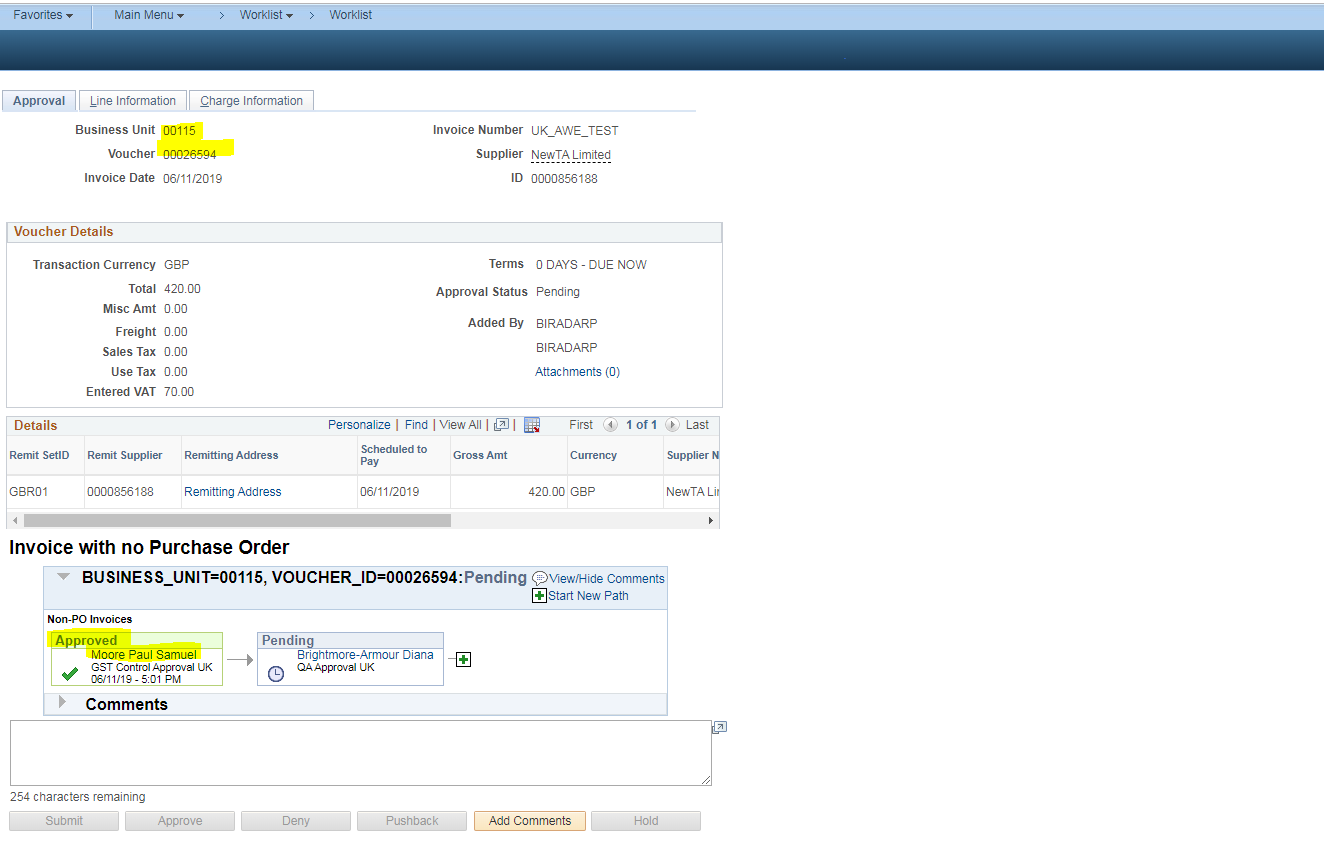 Favorites Main Menu > Worklist > Worklist
Approval Line Information Charge Information
Business Unit 00115 Invoice Number UK_AWE_TEST
Voucher 00026594 Supplier NewTA Limited
Invoice Date 06/11/2019 ID 0000856188
Voucher Details
Transaction Currency GBP Terms 0 DAYS - DUE NOW
Total 420.00 Approval Status Pending
Misc Amt 0.00
Freight 0.00 Added By BIRADARP
Sales Tax 0.00 BIRADARP
Use Tax 0.00 Attachments (0)
Entered VAT 70.00
Details Personalize | Find | View All | | First 1 of 1 Last
Remit SetID Remit Supplier Remitting Address Scheduled to Pay Gross Amt Currency Supplier N
GBR01 0000856188 Remitting Address 06/11/2019 420.00 GBP NewTA Lir
Invoice with no Purchase Order
BUSINESS_UNIT=00115, VOUCHER_ID=00026594:Pending View/Hide Comments
Start New Path
Non-PO Invoices
Approved Pending
Moore Paul Samuel Brightmore-Armour Diana
GST Control Approval UK QA Approval UK
06/11/19 - 5:01 PM
Comments
254 characters remaining
Submit Approve Deny Pushback Add Comments Hold